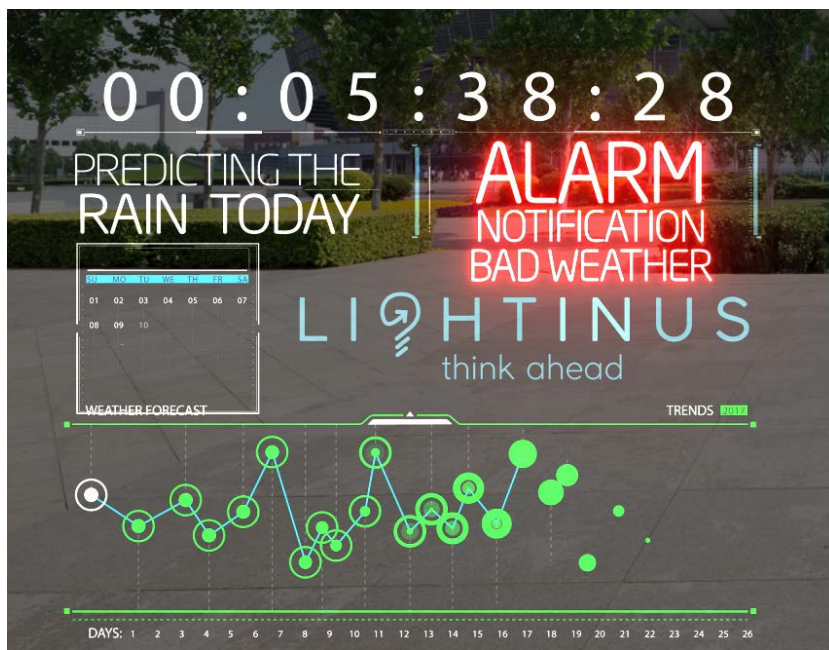 00:05:38:28
PREDICTING THE
RAIN TODAY
ALARM
NOTIFICATION
BAD WEATHER
SU MO TU WE TH FR SA
01 02 03 04 05 06 07
08 09 10
LIGHTINUS
think ahead
WEATHER FORECAST
TRENDS 2017
DAYS: 1 2 3 4 5 6 7 8 9 10 11 12 13 14 15 16 17 18 19 20 21 22 23 24 25 26